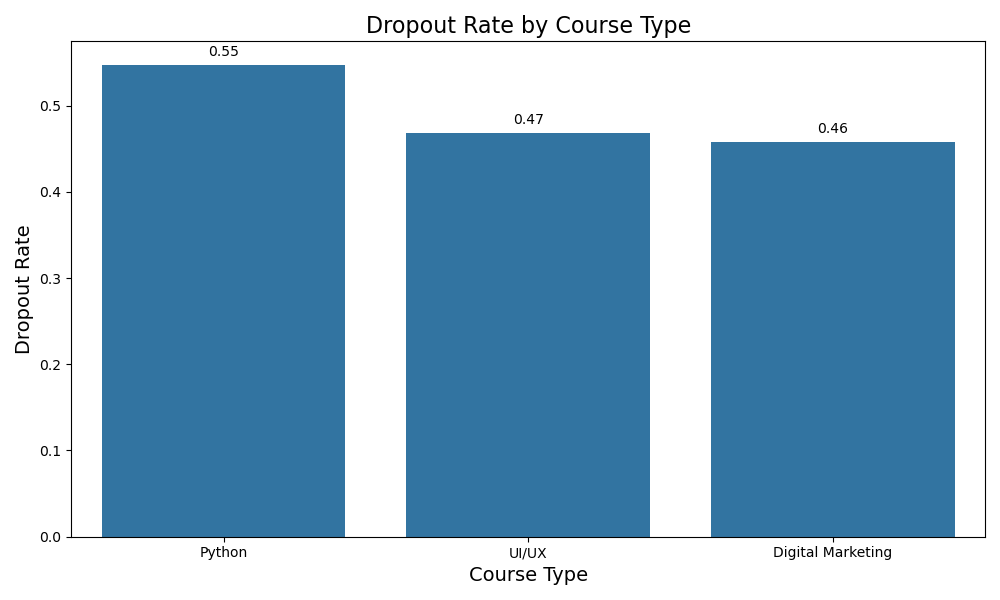 Dropout Rate by Course Type
0.55
0.47
0.46
Dropout Rate
0.5
0.4
0.3
0.2
0.1
0.0
Python
UI/UX
Digital Marketing
Course Type